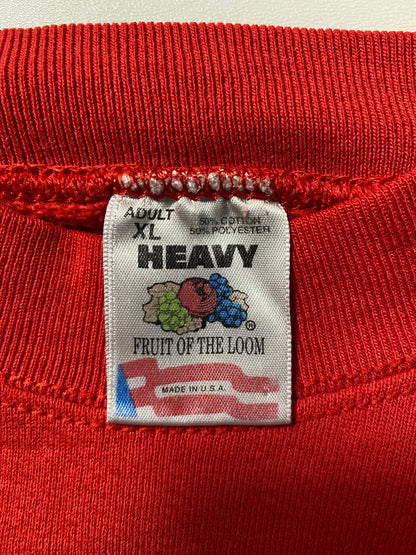 ADULT
XL
50% COTTON
50% POLYESTER
HEAVY
®
FRUIT OF THE LOOM
MADE IN U.S.A.